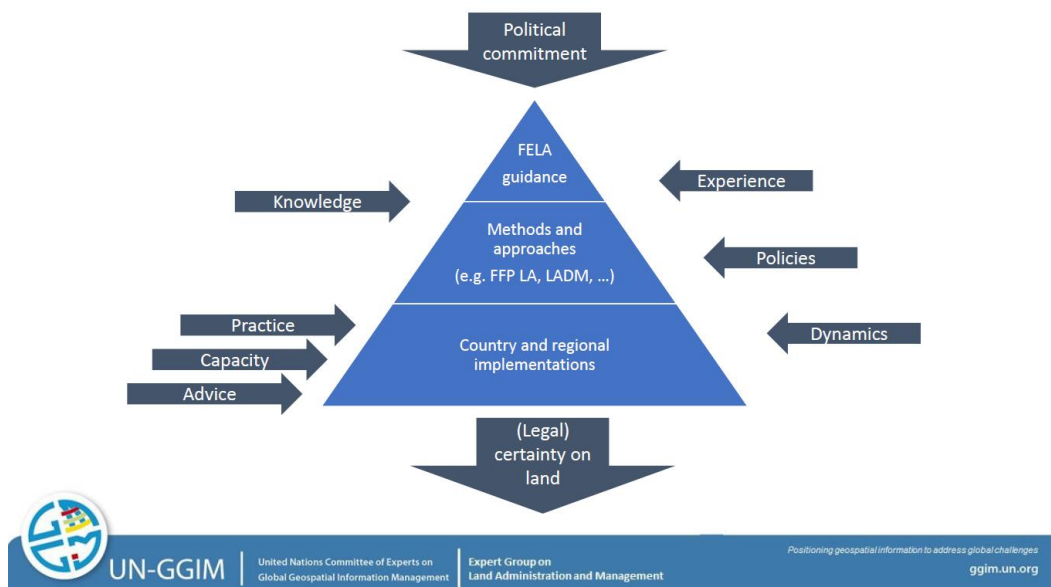 Political
commitment
FELA
guidance
Knowledge
Experience
Methods and
approaches
(e.g. FFP LA, LADM, ...)
Policies
Practice
Dynamics
Capacity
Country and regional
implementations
Advice
(Legal)
certainty on
land
UN-GGIM
United Nations Committee of Experts on
Global Geospatial Information Management
Expert Group on
Land Administration and Management
Positioning geospatial information to address global challenges
ggim.un.org